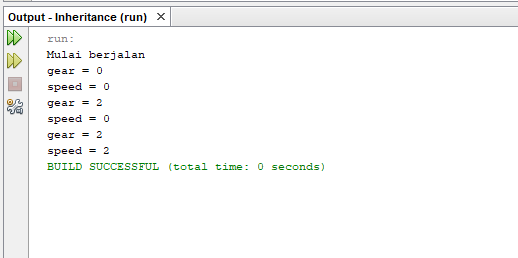 Output - Inheritance (run) ×
run:
Mulai berjalan
gear = 0
speed = 0
gear = 2
speed = 0
gear = 2
speed = 2
BUILD SUCCESSFUL (total time: 0 seconds)